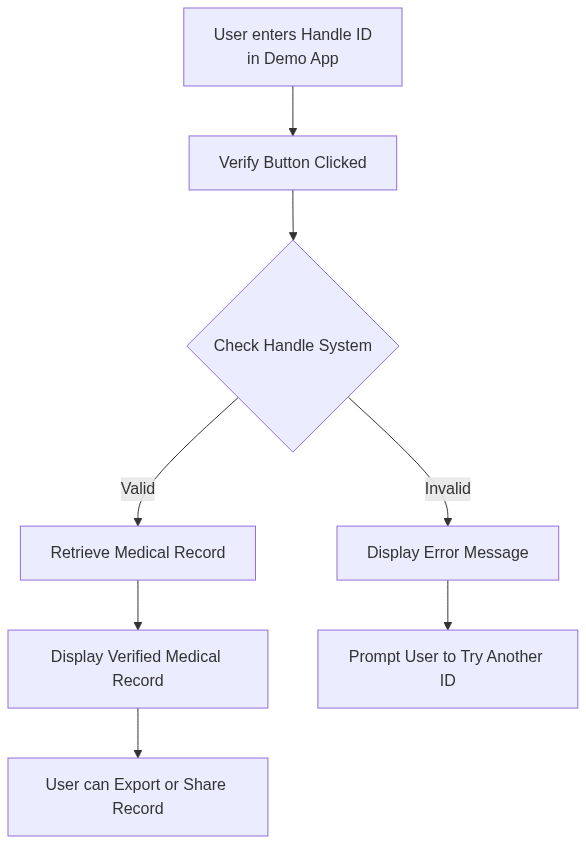 User enters Handle ID
in Demo App
Verify Button Clicked
Check Handle System
Valid
Invalid
Retrieve Medical Record
Display Error Message
Display Verified Medical
Record
Prompt User to Try Another
ID
User can Export or Share
Record